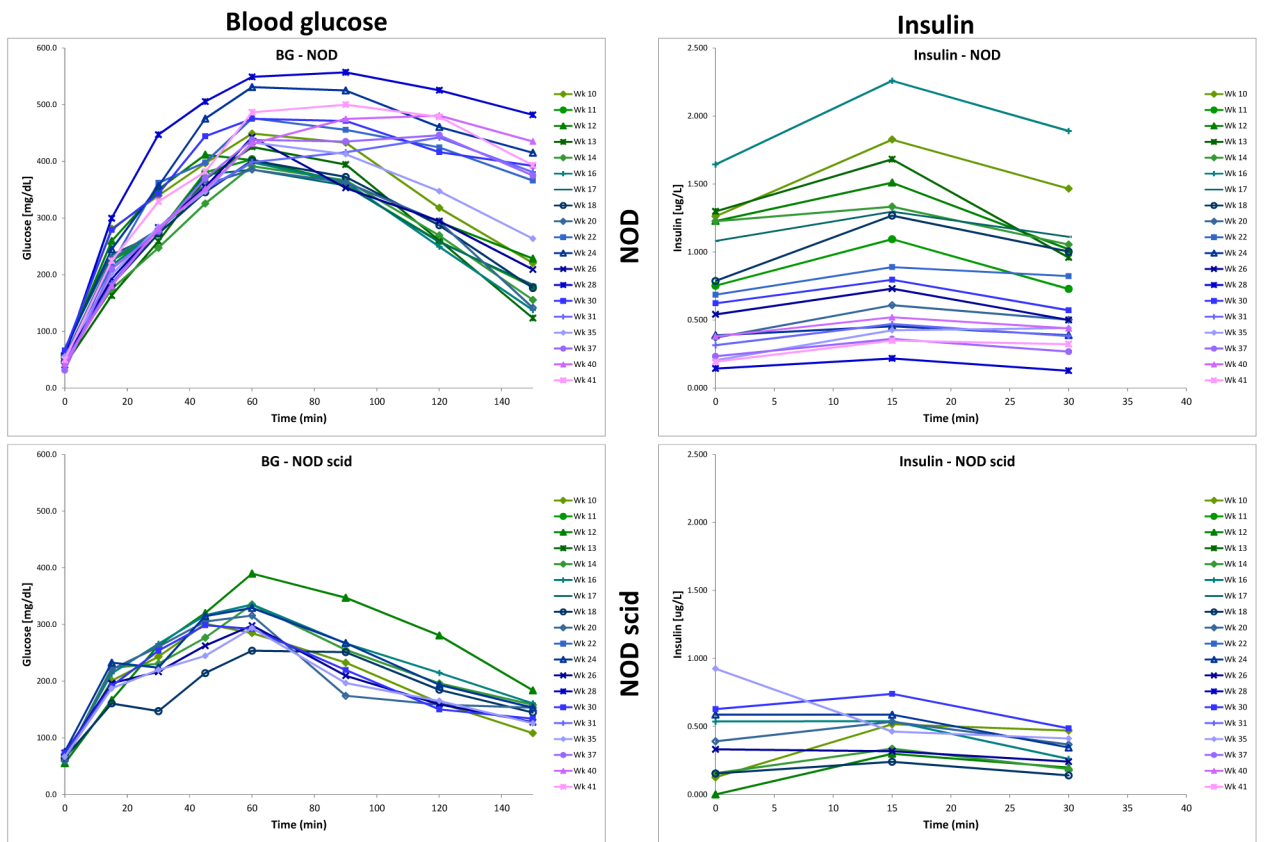 Blood glucose
Insulin
BG - NOD
600.0
500.0
400.0
300.0
200.0
100.0
0.0
Glucose [mg/dL]
0 20 40 60 80 100 120 140
Time (min)
Wk 10
Wk 11
Wk 12
Wk 13
Wk 14
Wk 16
Wk 17
Wk 18
Wk 20
Wk 22
Wk 24
Wk 26
Wk 28
Wk 30
Wk 31
Wk 35
Wk 37
Wk 40
Wk 41
NOD
Insulin - NOD
2.500
2.000
1.500
1.000
0.500
0.000
Insulin [ug/L]
0 5 10 15 20 25 30 35 40
Time (min)
Wk 10
Wk 11
Wk 12
Wk 13
Wk 14
Wk 16
Wk 17
Wk 18
Wk 20
Wk 22
Wk 24
Wk 26
Wk 28
Wk 30
Wk 31
Wk 35
Wk 37
Wk 40
Wk 41
BG - NOD scid
600.0
500.0
400.0
300.0
200.0
100.0
0.0
Glucose [mg/dL]
0 20 40 60 80 100 120 140
Time (min)
Wk 10
Wk 11
Wk 12
Wk 13
Wk 14
Wk 16
Wk 17
Wk 18
Wk 20
Wk 22
Wk 24
Wk 26
Wk 28
Wk 30
Wk 31
Wk 35
Wk 37
Wk 40
Wk 41
NOD scid
Insulin - NOD scid
2.500
2.000
1.500
1.000
0.500
0.000
Insulin [ug/L]
0 5 10 15 20 25 30 35 40
Time (min)
Wk 10
Wk 11
Wk 12
Wk 13
Wk 14
Wk 16
Wk 17
Wk 18
Wk 20
Wk 22
Wk 24
Wk 26
Wk 28
Wk 30
Wk 31
Wk 35
Wk 37
Wk 40
Wk 41